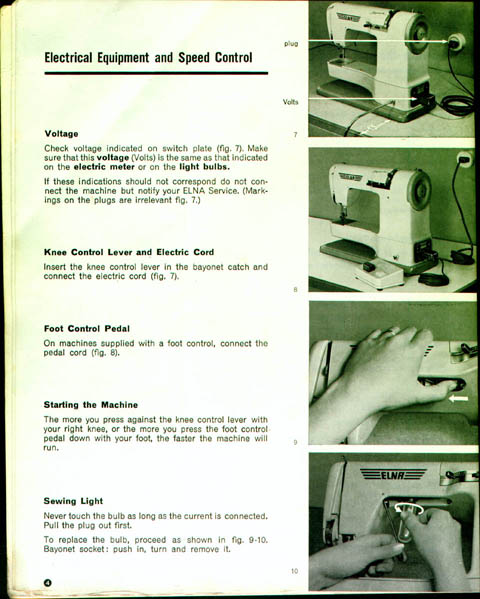 Electrical Equipment and Speed Control
plug
Volts
7
Voltage
Check voltage indicated on switch plate (fig. 7). Make
sure that this voltage (Volts) is the same as that indicated
on the electric meter or on the light bulbs.
If these indications should not correspond do not con-
nect the machine but notify your ELNA Service. (Mark-
ings on the plugs are irrelevant fig. 7.)
Knee Control Lever and Electric Cord
Insert the knee control lever in the bayonet catch and
connect the electric cord (fig. 7).
8
Foot Control Pedal
On machines supplied with a foot control, connect the
pedal cord (fig. 8).
Starting the Machine
The more you press against the knee control lever with
your right knee, or the more you press the foot control
pedal down with your foot, the faster the machine will
run.
9
Sewing Light
Never touch the bulb as long as the current is connected.
Pull the plug out first.
To replace the bulb, proceed as shown in fig. 9-10.
Bayonet socket: push in, turn and remove it.
10
4
ELNA
ELNA
ELNA